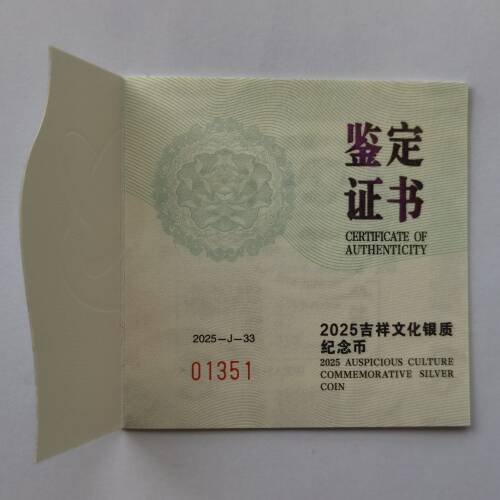 鉴定
证书
CERTIFICATE OF
AUTHENTICITY
2025-J-33
01351
2025吉祥文化银质
纪念币
2025 AUSPICIOUS CULTURE
COMMEMORATIVE SILVER
COIN